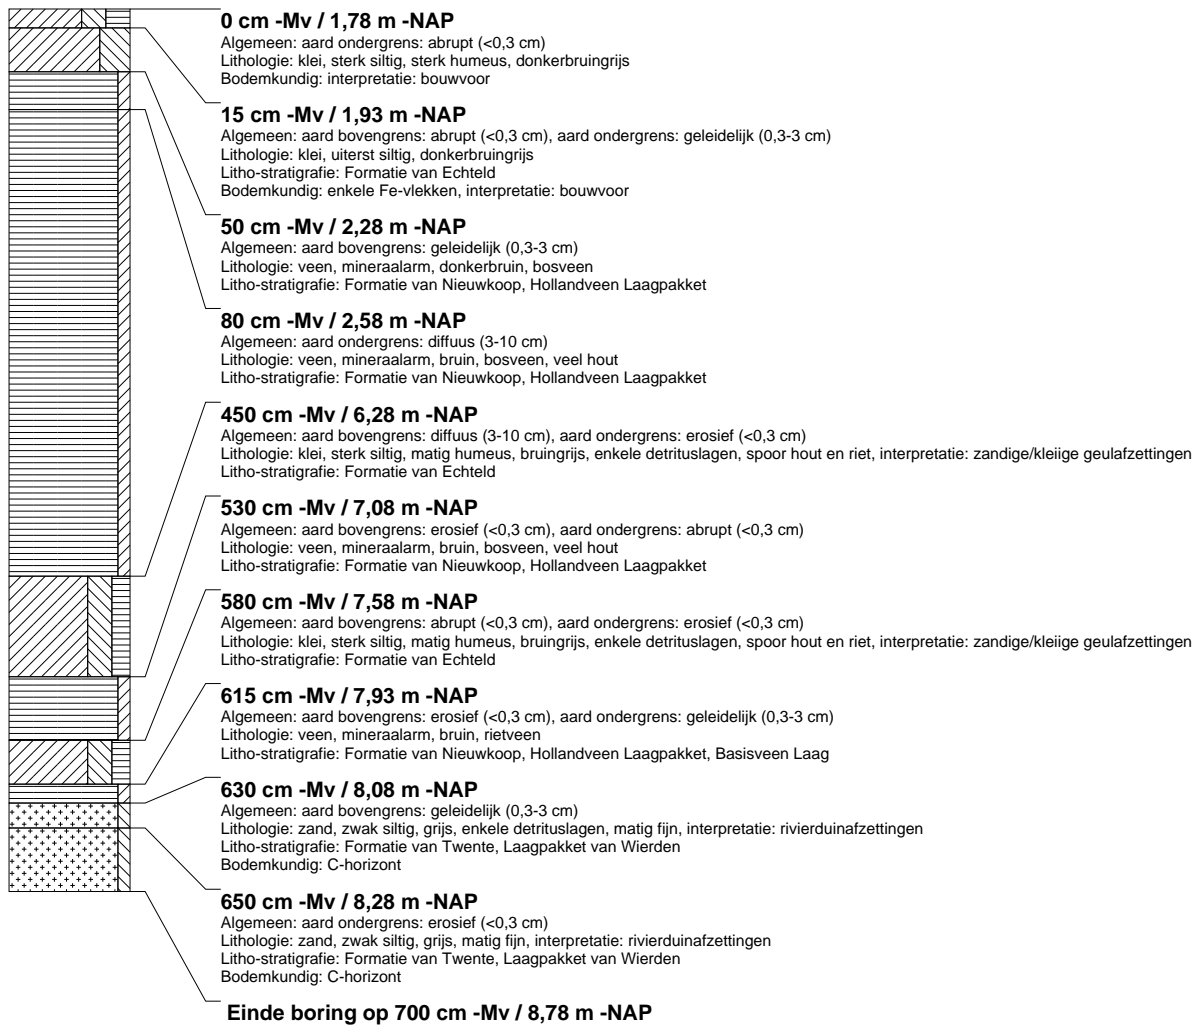 0 cm -Mv / 1,78 m -NAP
Algemeen: aard ondergrens: abrupt (<0,3 cm)
Lithologie: klei, sterk siltig, sterk humeus, donkerbruingrijs
Bodemkundig: interpretatie: bouwvoor
15 cm -Mv / 1,93 m -NAP
Algemeen: aard bovengrens: abrupt (<0,3 cm), aard ondergrens: geleidelijk (0,3-3 cm)
Lithologie: klei, uiterst siltig, donkerbruingrijs
Litho-stratigrafie: Formatie van Echteld
Bodemkundig: enkele Fe-vlekken, interpretatie: bouwvoor
50 cm -Mv / 2,28 m -NAP
Algemeen: aard bovengrens: geleidelijk (0,3-3 cm)
Lithologie: veen, mineraalarm, donkerbruin, bosveen
Litho-stratigrafie: Formatie van Nieuwkoop, Hollandveen Laagpakket
80 cm -Mv / 2,58 m -NAP
Algemeen: aard ondergrens: diffuus (3-10 cm)
Lithologie: veen, mineraalarm, bruin, bosveen, veel hout
Litho-stratigrafie: Formatie van Nieuwkoop, Hollandveen Laagpakket
450 cm -Mv / 6,28 m -NAP
Algemeen: aard bovengrens: diffuus (3-10 cm), aard ondergrens: erosief (<0,3 cm)
Lithologie: klei, sterk siltig, matig humeus, bruingrijs, enkele detrituslagen, spoor hout en riet, interpretatie: zandige/kleiige geulafzettingen
Litho-stratigrafie: Formatie van Echteld
530 cm -Mv / 7,08 m -NAP
Algemeen: aard bovengrens: erosief (<0,3 cm), aard ondergrens: abrupt (<0,3 cm)
Lithologie: veen, mineraalarm, bruin, bosveen, veel hout
Litho-stratigrafie: Formatie van Nieuwkoop, Hollandveen Laagpakket
580 cm -Mv / 7,58 m -NAP
Algemeen: aard bovengrens: abrupt (<0,3 cm), aard ondergrens: erosief (<0,3 cm)
Lithologie: klei, sterk siltig, matig humeus, bruingrijs, enkele detrituslagen, spoor hout en riet, interpretatie: zandige/kleiige geulafzettingen
Litho-stratigrafie: Formatie van Echteld
615 cm -Mv / 7,93 m -NAP
Algemeen: aard bovengrens: erosief (<0,3 cm), aard ondergrens: geleidelijk (0,3-3 cm)
Lithologie: veen, mineraalarm, bruin, rietveen
Litho-stratigrafie: Formatie van Nieuwkoop, Hollandveen Laagpakket, Basisveen Laag
630 cm -Mv / 8,08 m -NAP
Algemeen: aard bovengrens: geleidelijk (0,3-3 cm)
Lithologie: zand, zwak siltig, grijs, enkele detrituslagen, matig fijn, interpretatie: rivierduinafzettingen
Litho-stratigrafie: Formatie van Twente, Laagpakket van Wierden
Bodemkundig: C-horizont
650 cm -Mv / 8,28 m -NAP
Algemeen: aard ondergrens: erosief (<0,3 cm)
Lithologie: zand, zwak siltig, grijs, matig fijn, interpretatie: rivierduinafzettingen
Litho-stratigrafie: Formatie van Twente, Laagpakket van Wierden
Bodemkundig: C-horizont
Einde boring op 700 cm -Mv / 8,78 m -NAP